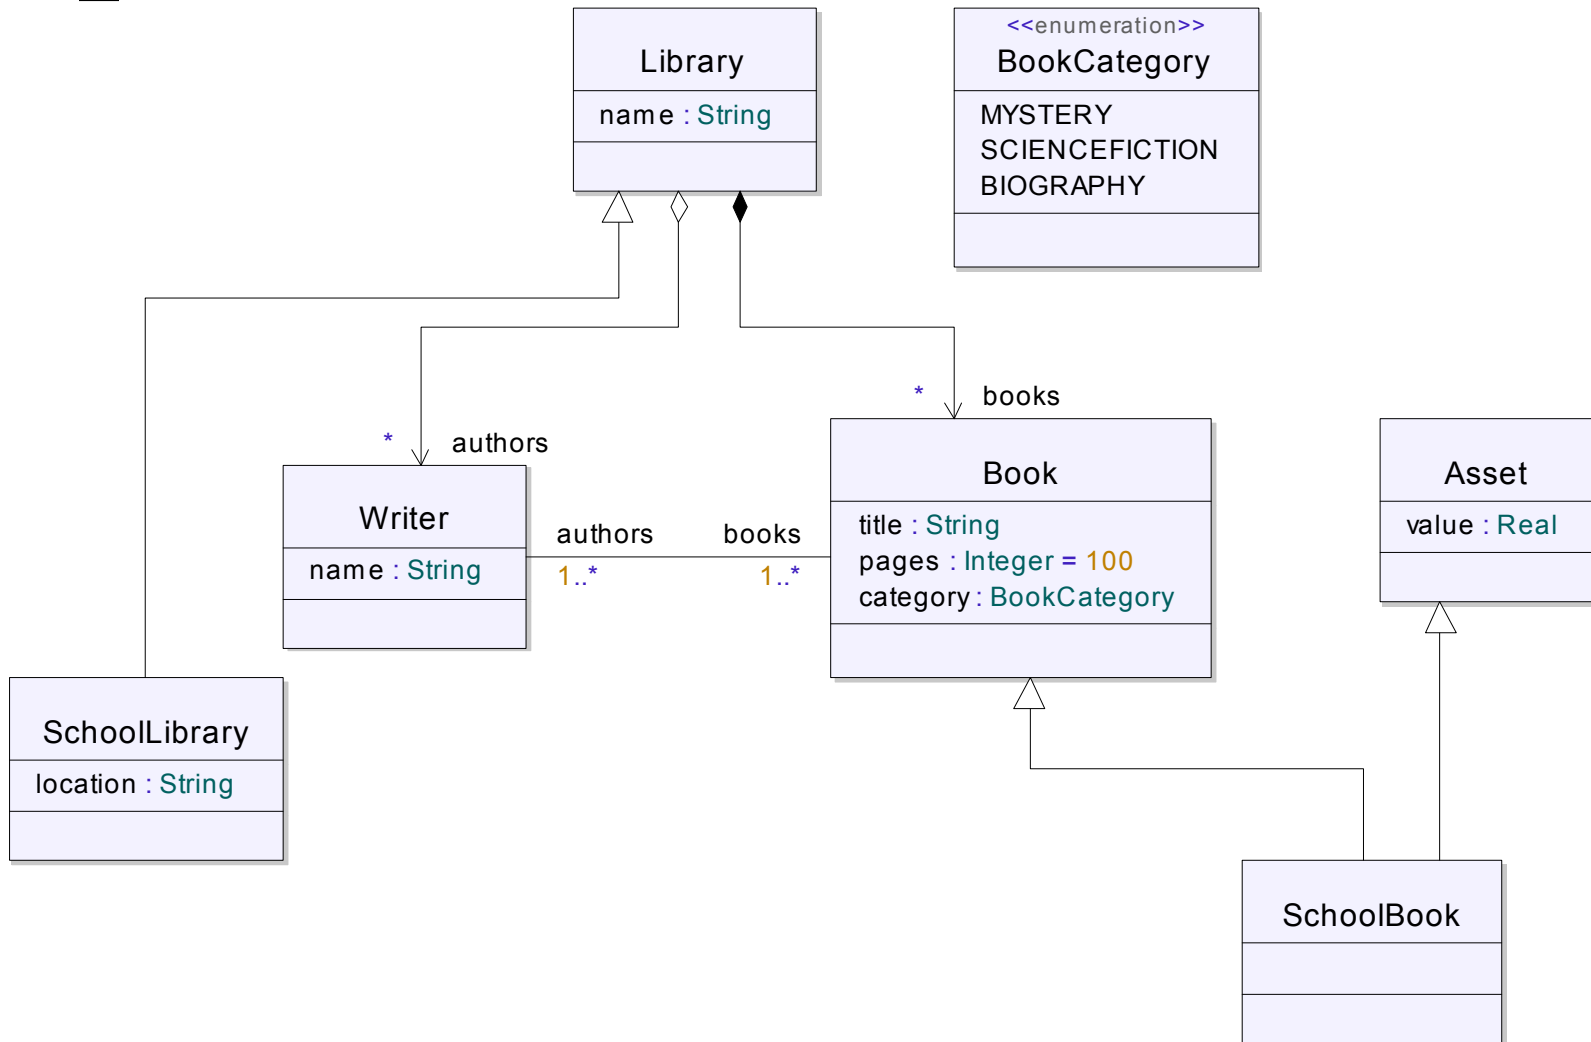 Library
name : String
<<enumeration>>
BookCategory
MYSTERY
SCIENCEFICTION
BIOGRAPHY
* books
* authors
Writer
name : String
authors books
1..* 1..*
Book
title : String
pages : Integer = 100
category : BookCategory
Asset
value : Real
SchoolLibrary
location : String
SchoolBook